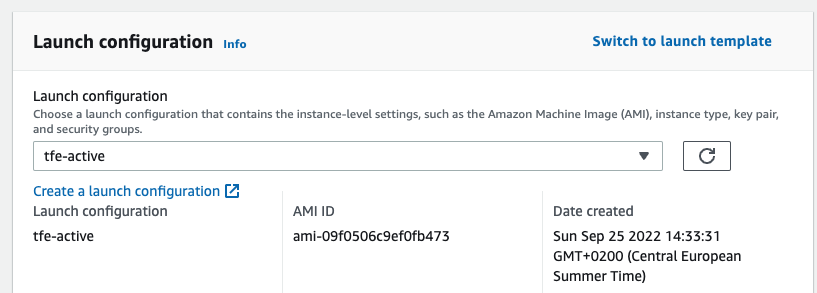 Launch configuration Info
Switch to launch template
Launch configuration
Choose a launch configuration that contains the instance-level settings, such as the Amazon Machine Image (AMI), instance type, key pair,
and security groups.
tfe-active
Create a launch configuration
Launch configuration
tfe-active
AMI ID
ami-09f0506c9ef0fb473
Date created
Sun Sep 25 2022 14:33:31
GMT+0200 (Central European
Summer Time)